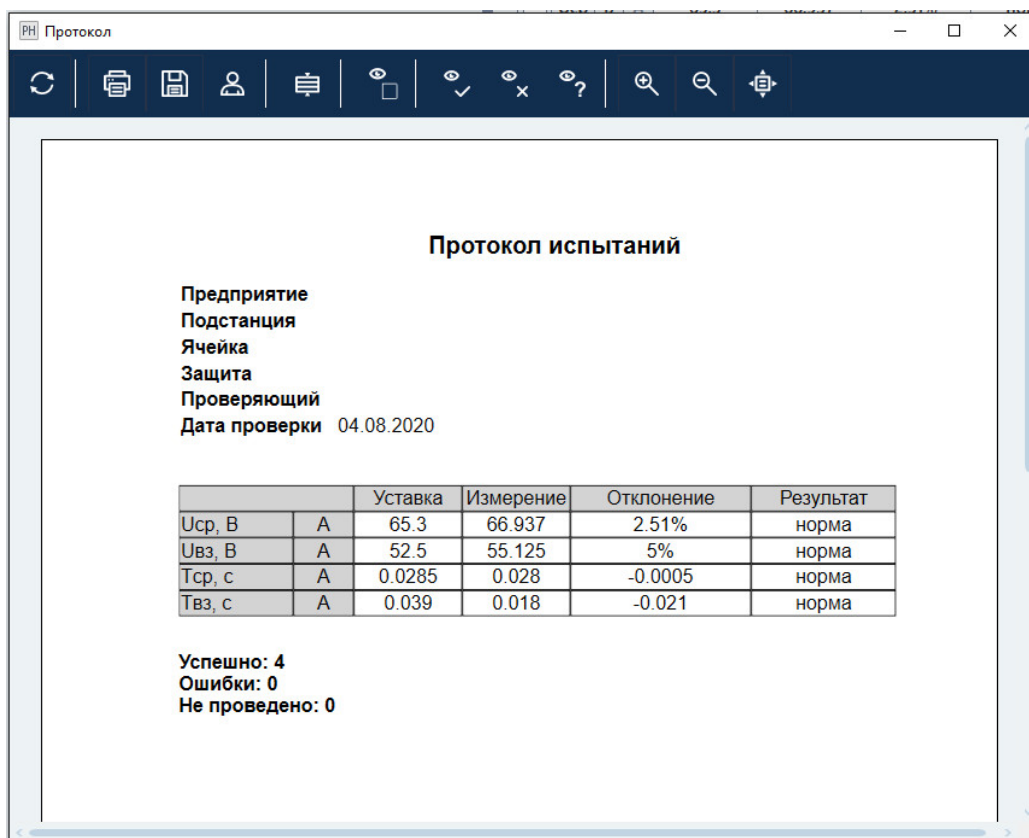 РН Протокол
Протокол испытаний
Предприятие
Подстанция
Ячейка
Защита
Проверяющий
Дата проверки 04.08.2020
Уставка Измерение Отклонение Результат
Uср, В А 65.3 66.937 2.51% норма
Uвз, В А 52.5 55.125 5% норма
Tср, с А 0.0285 0.028 -0.0005 норма
Tвз, с А 0.039 0.018 -0.021 норма
Успешно: 4
Ошибки: 0
Не проведено: 0